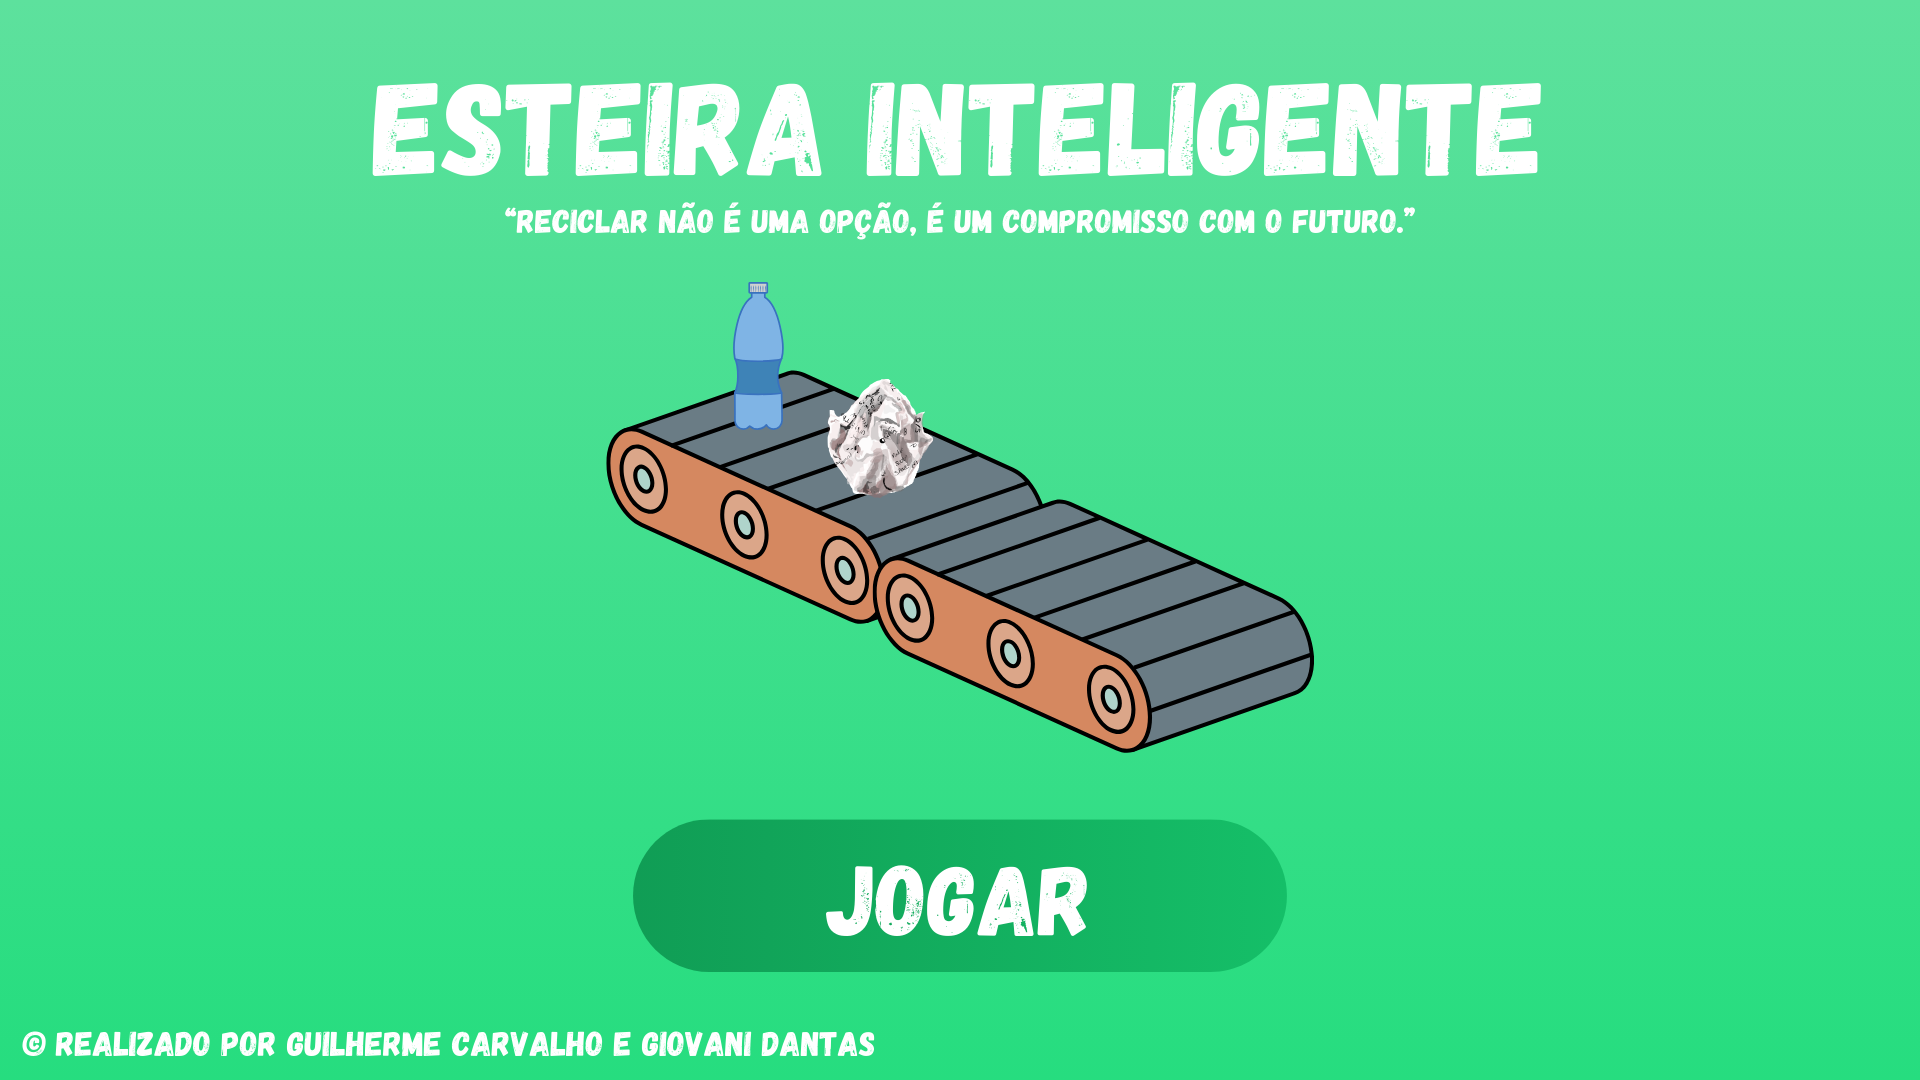 ESTEIRA INTELIGENTE
“RECICLAR NÃO É UMA OPÇÃO, É UM COMPROMISSO COM O FUTURO.”
JOGAR
© REALIZADO POR GUILHERME CARVALHO E GIOVANI DANTAS